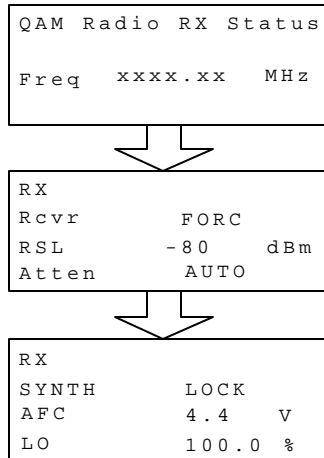 QAM Radio RX Status
Freq xxxx.xx MHz
RX
Rcvr FORC
RSL -80 dBm
Atten AUTO
RX
SYNTH LOCK
AFC 4.4 V
LO 100.0 %